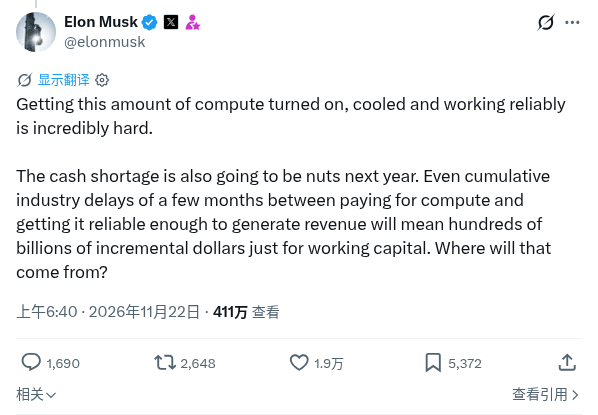 Elon Musk
@elonmusk
显示翻译
Getting this amount of compute turned on, cooled and working reliably
is incredibly hard.
The cash shortage is also going to be nuts next year. Even cumulative
industry delays of a few months between paying for compute and
getting it reliable enough to generate revenue will mean hundreds of
billions of incremental dollars just for working capital. Where will that
come from?
上午6:40 · 2026年11月22日 · 411万 查看
1,690 2,648 1.9万 5,372
相关 查看引用